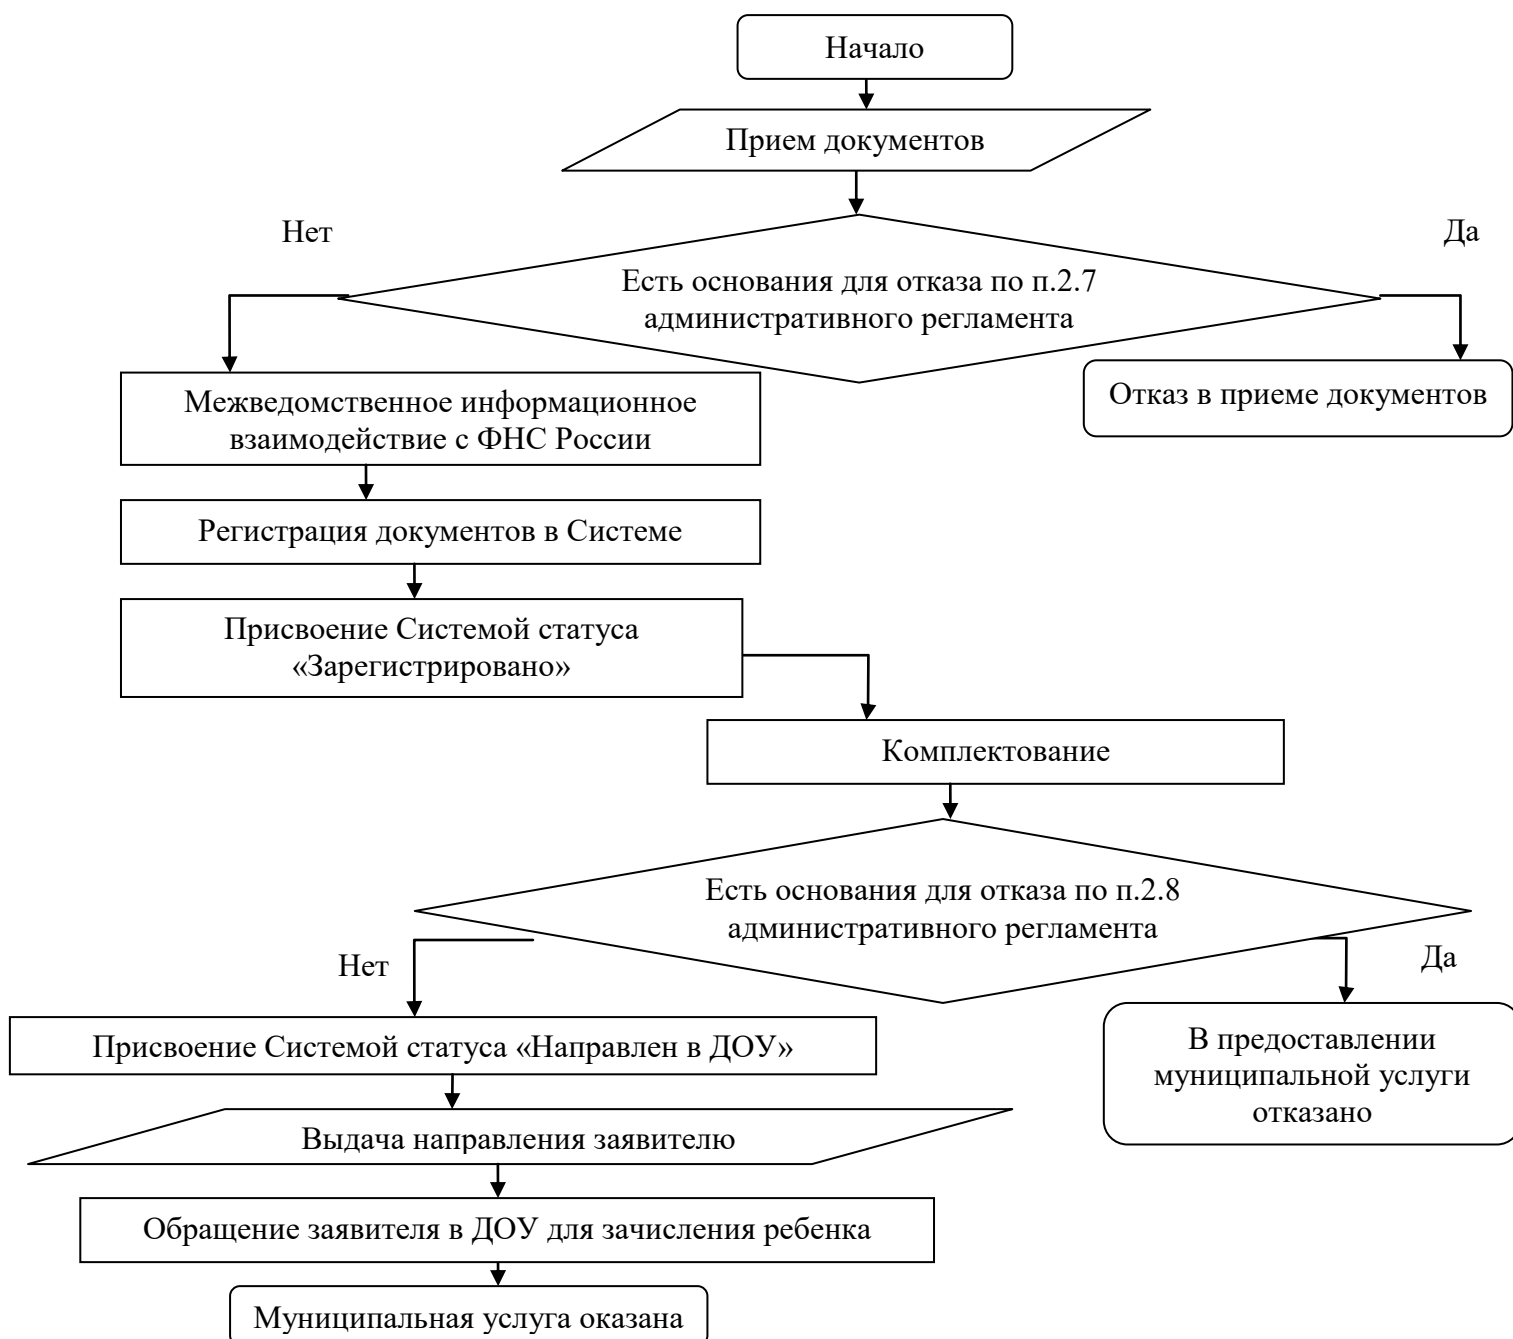 Начало
Прием документов
Нет
Да
Есть основания для отказа по п.2.7
административного регламента
Межведомственное информационное
взаимодействие с ФНС России
Отказ в приеме документов
Регистрация документов в Системе
Присвоение Системой статуса
«Зарегистрировано»
Комплектование
Есть основания для отказа по п.2.8
административного регламента
Нет
Да
Присвоение Системой статуса «Направлен в ДОУ»
В предоставлении
муниципальной услуги
отказано
Выдача направления заявителю
Обращение заявителя в ДОУ для зачисления ребенка
Муниципальная услуга оказана